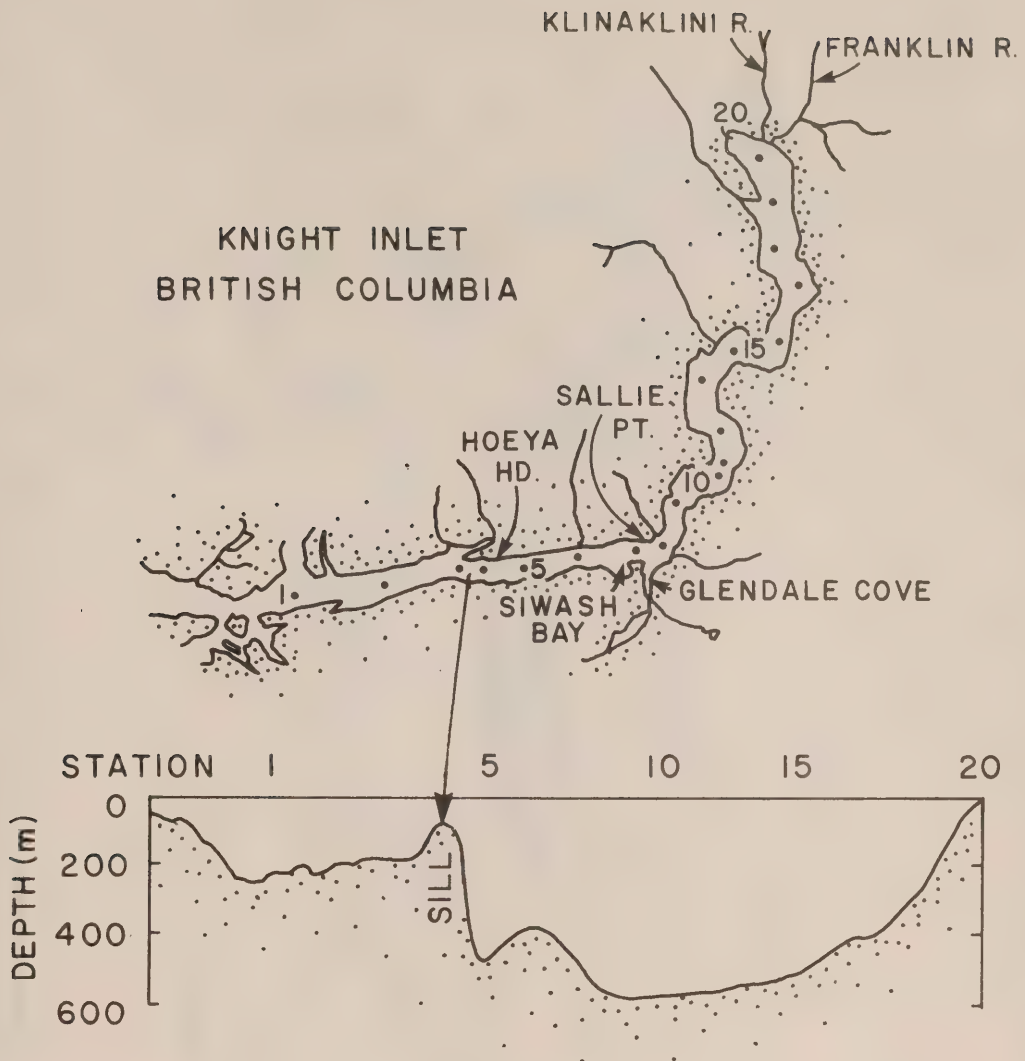 KLINAKLINI R.
FRANKLIN R.
20
KNIGHT INLET
BRITISH COLUMBIA
15
SALLIE
PT.
HOEYA
HD.
10
1
5
SIWASH
BAY
GLENDALE COVE
STATION 1 5 10 15 20
DEPTH (m)
0
200
400
600
SILL